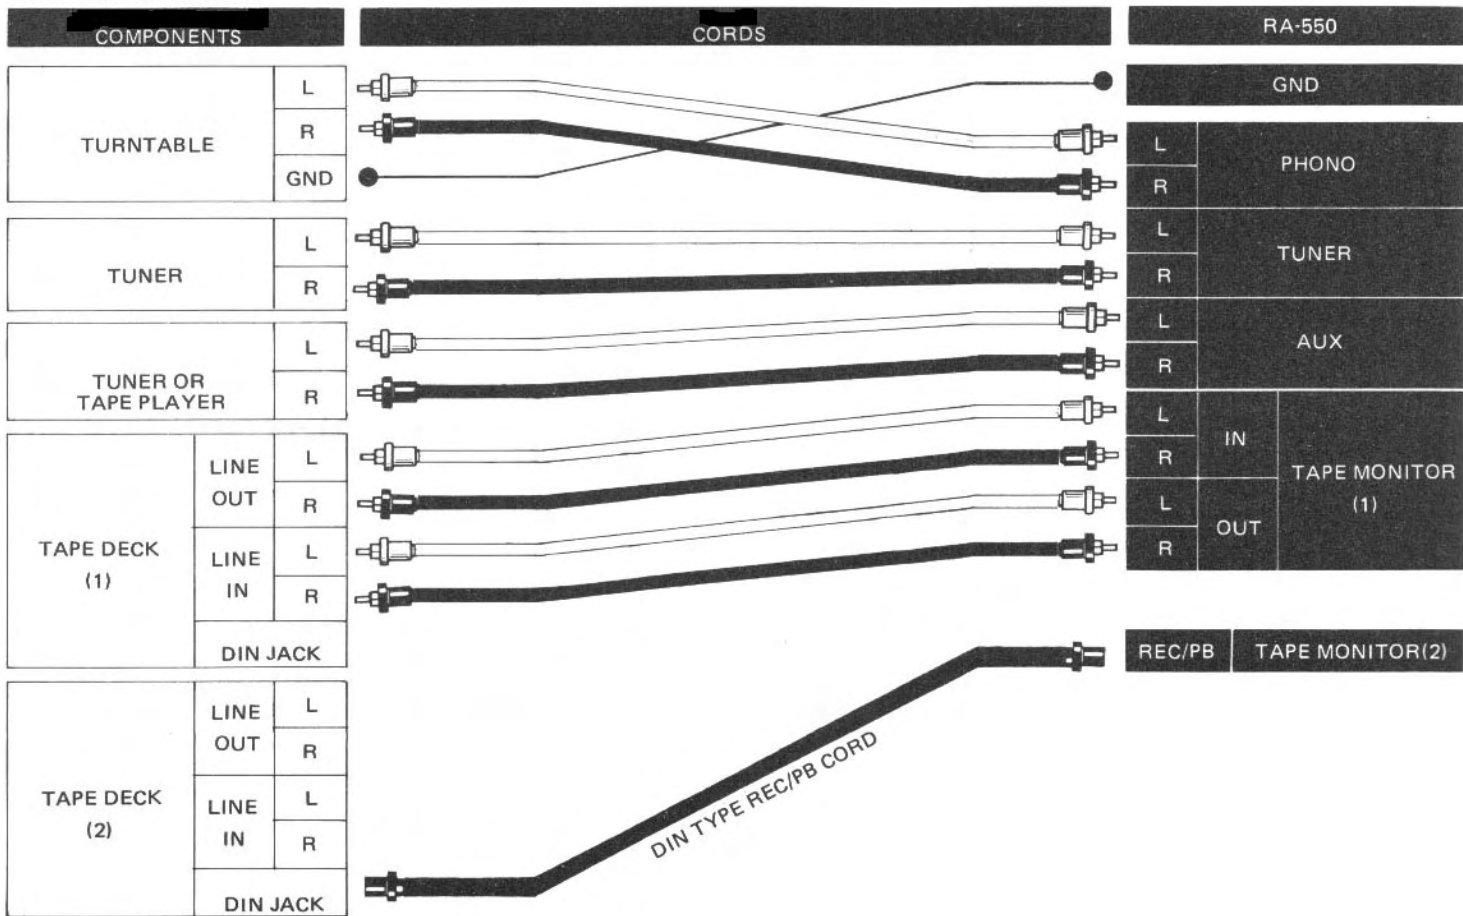 COMPONENTS
CORDS
RA-550
TURNTABLE
L
R
GND
GND
L
R
PHONO
TUNER
L
R
L
R
TUNER
TUNER OR
TAPE PLAYER
L
R
L
R
AUX
TAPE DECK
(1)
LINE
OUT
L
R
LINE
IN
L
R
DIN JACK
L
R
IN
L
R
OUT
TAPE MONITOR
(1)
REC/PB
TAPE MONITOR(2)
TAPE DECK
(2)
LINE
OUT
L
R
LINE
IN
L
R
DIN JACK
DIN TYPE REC/PB CORD